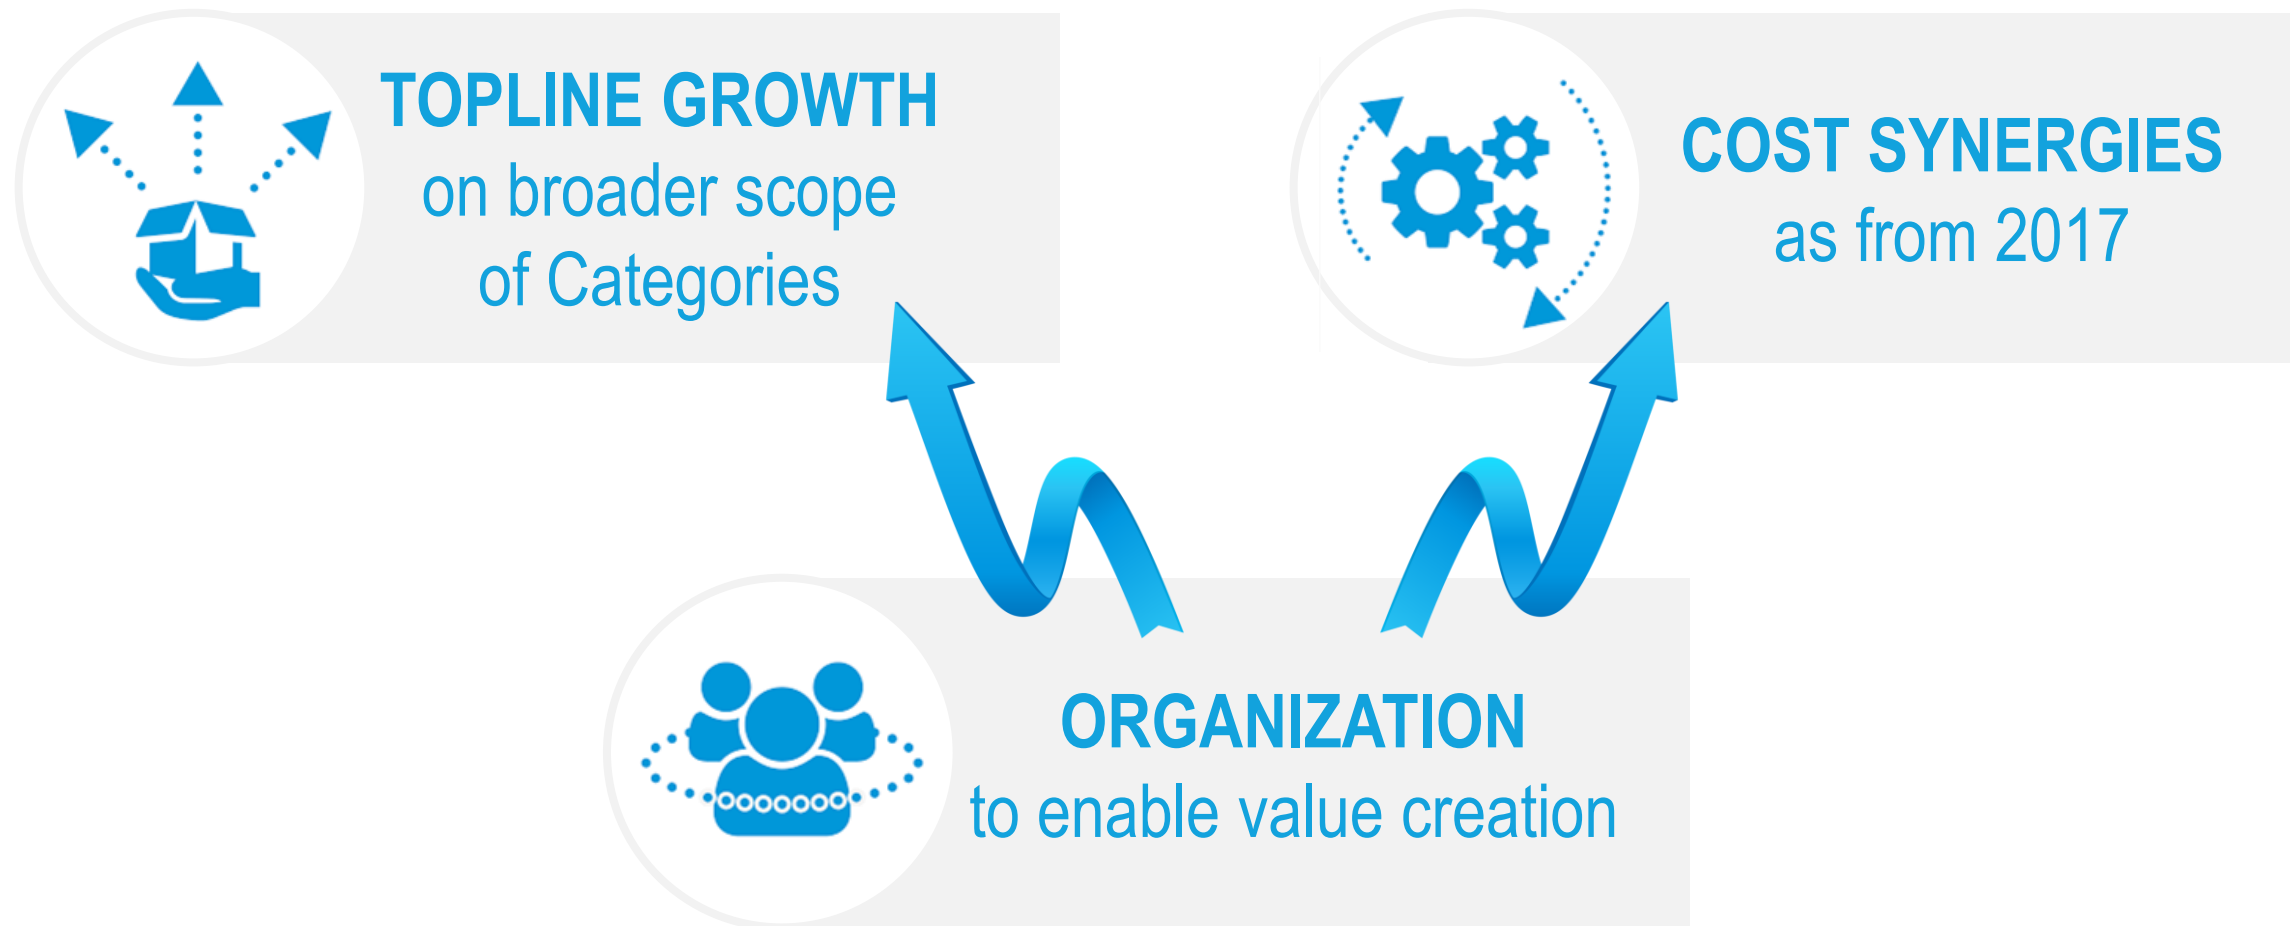 TOPLINE GROWTH
on broader scope
of Categories
COST SYNERGIES
as from 2017
ORGANIZATION
to enable value creation